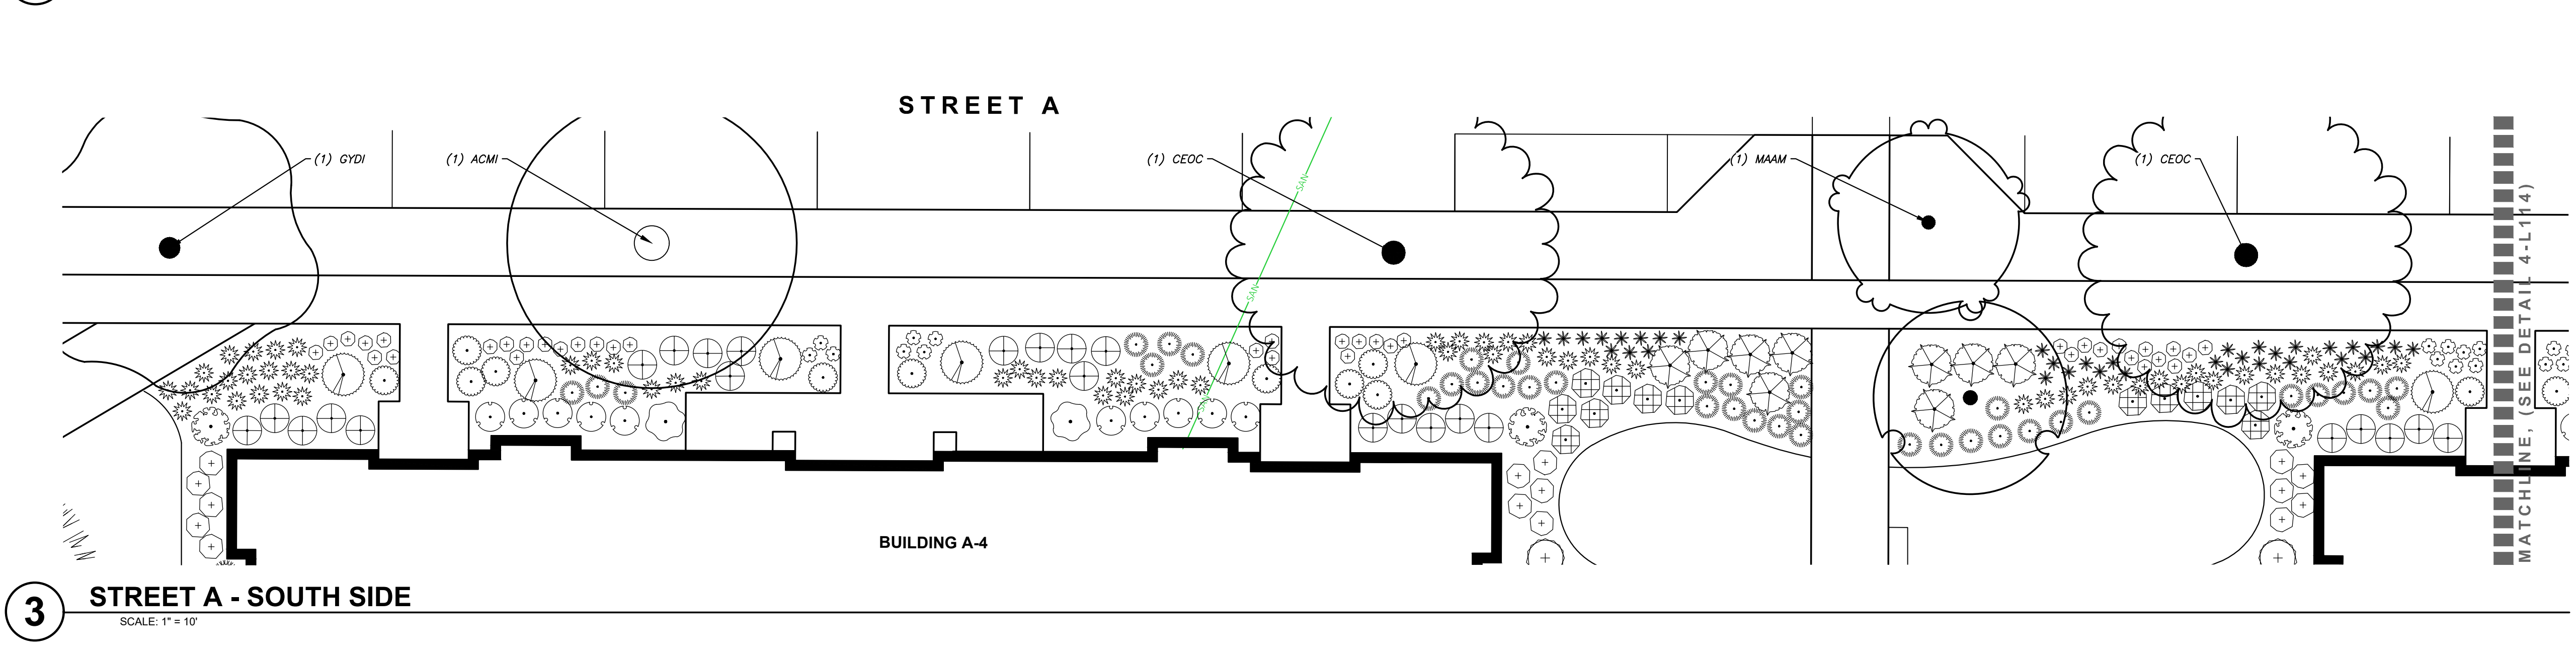 STREET A
(1) GYDI
(1) ACMI
(1) CEOC
(1) MAAM
(1) CEOC
SAN
SAN
SAN
BUILDING A-4
MATCHLINE, (SEE DETAIL 4-L114)
3
STREET A - SOUTH SIDE
SCALE: 1" = 10'